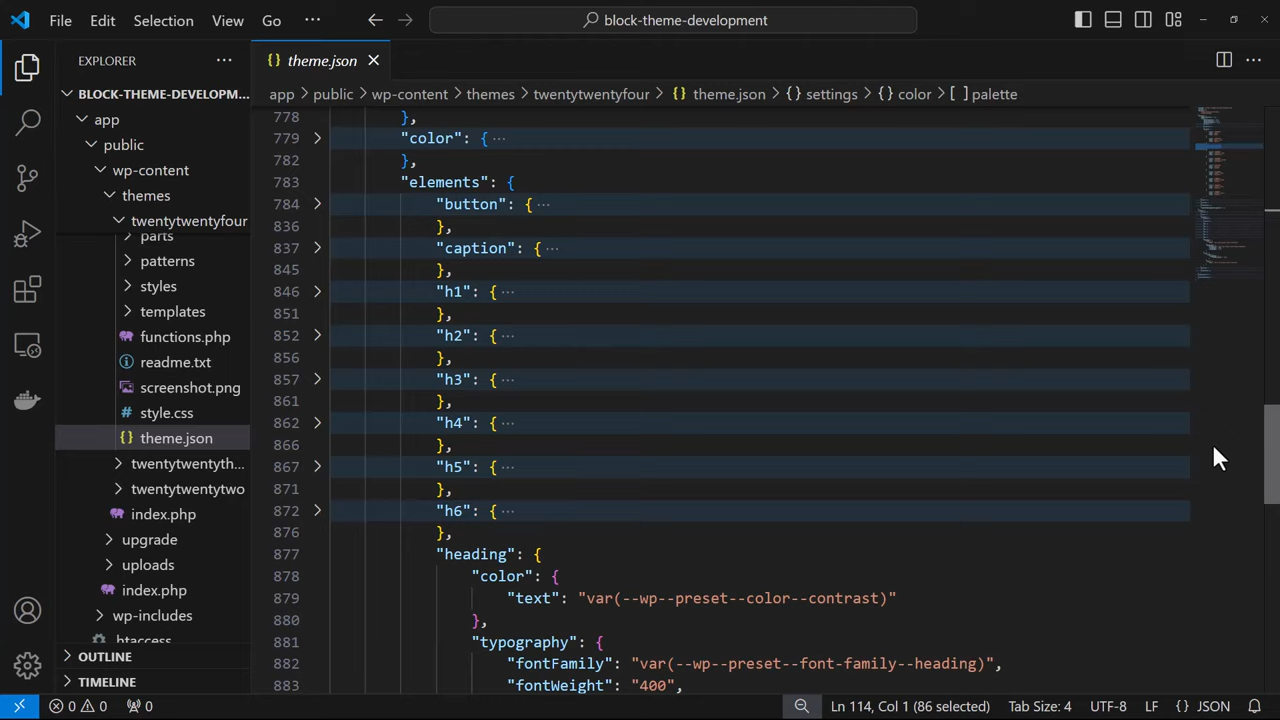 File Edit Selection View Go ··· block-theme-development
EXPLORER ···
theme.json
BLOCK-THEME-DEVELOPM...
app
public
wp-content
themes
twentytwentyfour
parts
patterns
styles
templates
functions.php
readme.txt
screenshot.png
style.css
theme.json
twentytwentyth...
twentytwentytwo
index.php
upgrade
uploads
index.php
wp-includes
.htaccess
OUTLINE
TIMELINE
app > public > wp-content > themes > twentytwentyfour > {} theme.json > {} settings > {} color > [ ] palette
778 },
779 "color": { ···
782 },
783 "elements": {
784 "button": { ···
836 },
837 "caption": { ···
845 },
846 "h1": { ···
851 },
852 "h2": { ···
856 },
857 "h3": { ···
861 },
862 "h4": { ···
866 },
867 "h5": { ···
871 },
872 "h6": { ···
876 },
877 "heading": {
878 "color": {
879 "text": "var(--wp--preset--color--contrast)"
880 },
881 "typography": {
882 "fontFamily": "var(--wp--preset--font-family--heading)",
883 "fontWeight": "400",
0 0 0 Ln 114, Col 1 (86 selected) Tab Size: 4 UTF-8 LF {} JSON